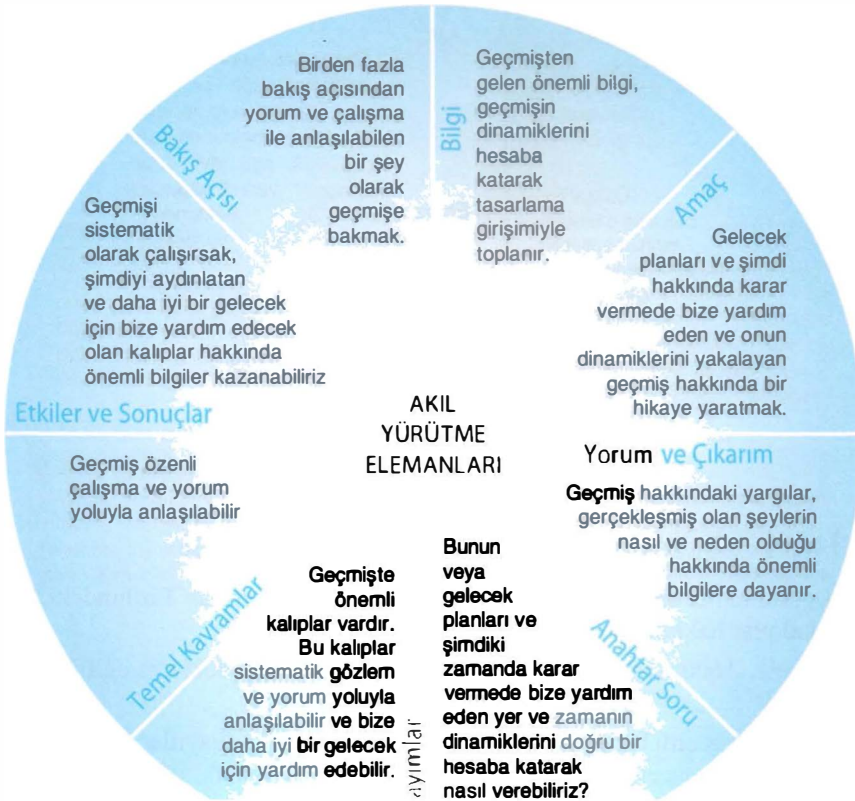 Bakış Açısı
Birden fazla
bakış açısından
yorum ve çalışma
ile anlaşılabilen
bir şey
olarak
geçmişe
bakmak.
Bilgi
Geçmişten
gelen önemli bilgi,
geçmişin
dinamiklerini
hesaba
katarak
tasarlama
girişimiyle
toplanır.
Amaç
Gelecek
planları ve şimdi
hakkında karar
vermede bize yardım
eden ve onun
dinamiklerini yakalayan
geçmiş hakkında bir
hikaye yaratmak.
Geçmişi
sistematik
olarak çalışırsak,
şimdiyi aydınlatan
ve daha iyi bir gelecek
için bize yardım edecek
olan kalıplar hakkında
önemli bilgiler kazanabiliriz
Etkiler ve Sonuçlar
AKIL
YÜRÜTME
ELEMANLARI
Yorum ve Çıkarım
Geçmiş hakkındaki yargılar,
gerçekleşmiş olan şeylerin
nasıl ve neden olduğu
hakkında önemli
bilgilere dayanır.
Geçmiş özenli
çalışma ve yorum
yoluyla anlaşılabilir
Temel Kavramlar
Geçmişte
önemli
kalıplar vardır.
Bu kalıplar
sistematik gözlem
ve yorum yoluyla
anlaşılabilir ve bize
daha iyi bir gelecek
için yardım edebilir.
Bunun
veya
gelecek
planları ve
şimdiki
zamanda karar
vermede bize yardım
eden yer ve zamanın
dinamiklerini doğru bir
hesaba katarak
nasıl verebiliriz?
Anahtar Soru